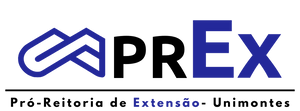 PREx
Pró-Reitoria de Extensão- Unimontes